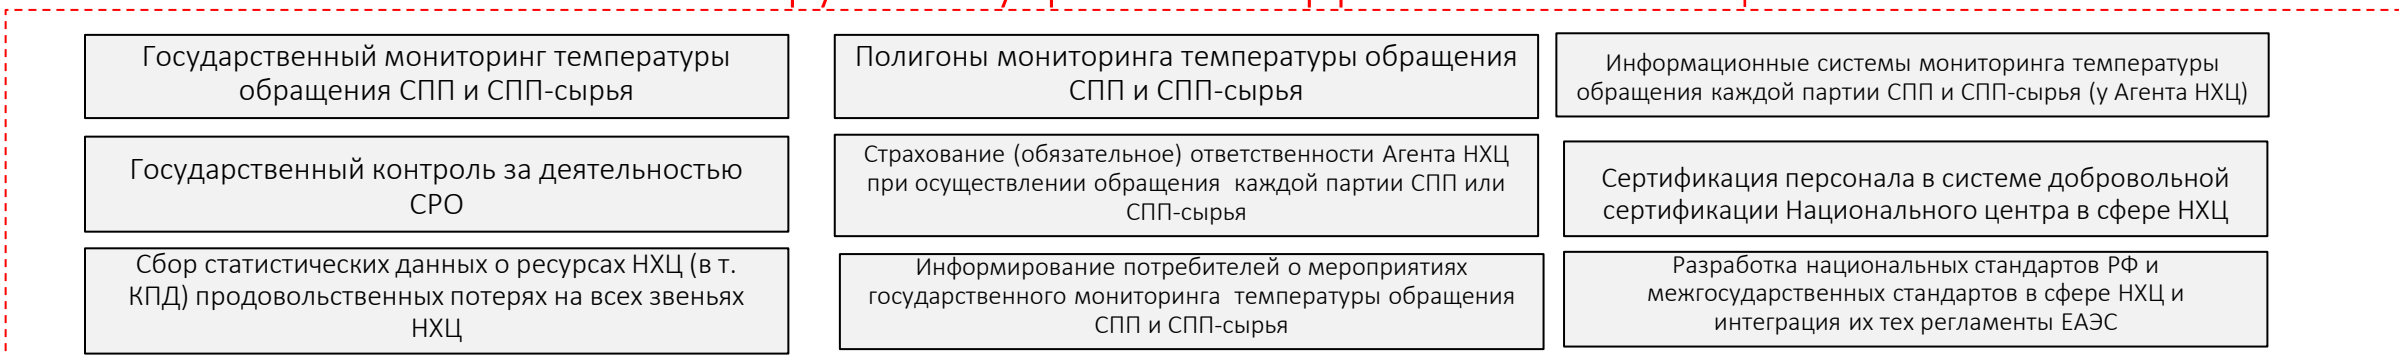 Государственный мониторинг температуры
обращения СПП и СПП-сырья
Полигоны мониторинга температуры обращения
СПП и СПП-сырья
Информационные системы мониторинга температуры
обращения каждой партии СПП и СПП-сырья (у Агента НХЦ)
Государственный контроль за деятельностью
СРО
Страхование (обязательное) ответственности Агента НХЦ
при осуществлении обращения каждой партии СПП или
СПП-сырья
Сертификация персонала в системе добровольной
сертификации Национального центра в сфере НХЦ
Сбор статистических данных о ресурсах НХЦ (в т.
КПД) продовольственных потерях на всех звеньях
НХЦ
Информирование потребителей о мероприятиях
государственного мониторинга температуры обращения
СПП и СПП-сырья
Разработка национальных стандартов РФ и
межгосударственных стандартов в сфере НХЦ и
интеграция их тех регламенты ЕАЭС